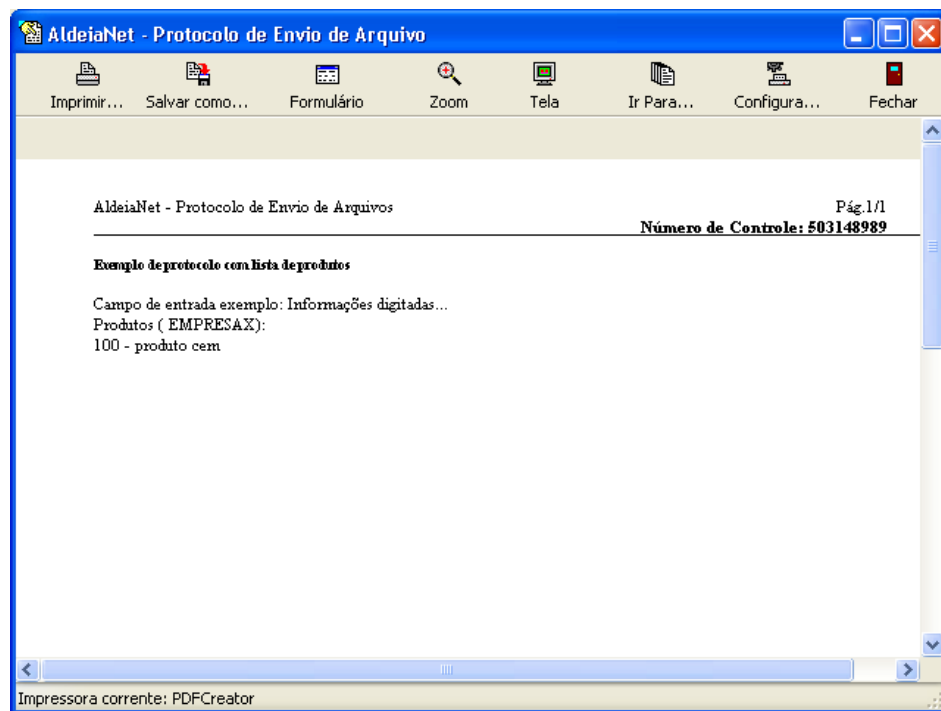 AldeiaNet - Protocolo de Envio de Arquivo
Imprimir... Salvar como... Formulário Zoom Tela Ir Para... Configura... Fechar
AldeiaNet - Protocolo de Envio de Arquivos Pág.1/1
Número de Controle: 503148989
Exemplo de protocolo com lista de produtos
Campo de entrada exemplo: Informações digitadas...
Produtos ( EMPRESAX):
100 - produto cem
Impressora corrente: PDFCreator